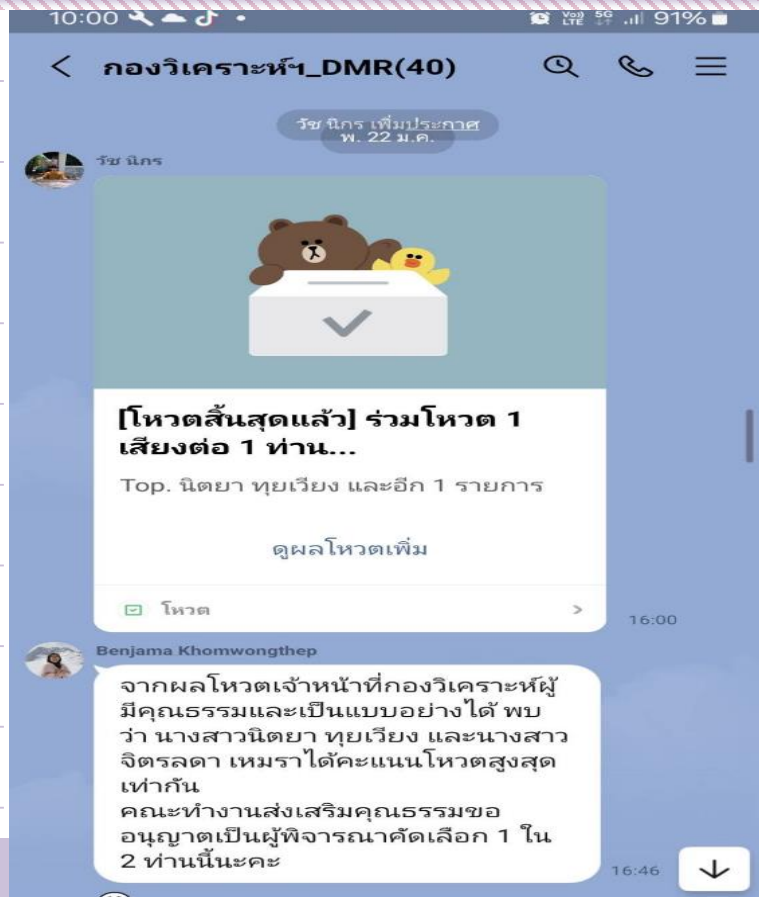 10:00
VoD LTE 5G 91%
กองวิเคราะห์ฯ_DMR(40)
วัช นิกร เพิ่มประกาศ
พ. 22 ม.ค.
วัช นิกร
[โหวตสิ้นสุดแล้ว] ร่วมโหวต 1
เสียงต่อ 1 ท่าน...
Top. นิตยา ทุยเวียง และอีก 1 รายการ
ดูผลโหวตเพิ่ม
โหวต
16:00
Benjama Khomwongthep
จากผลโหวตเจ้าหน้าที่กองวิเคราะห์ผู้
มีคุณธรรมและเป็นแบบอย่างได้ พบ
ว่า นางสาวนิตยา ทุยเวียง และนางสาว
จิตรลดา เหมราได้คะแนนโหวตสูงสุด
เท่ากัน
คณะทำงานส่งเสริมคุณธรรมขอ
อนุญาตเป็นผู้พิจารณาคัดเลือก 1 ใน
2 ท่านนี้นะคะ
16:46